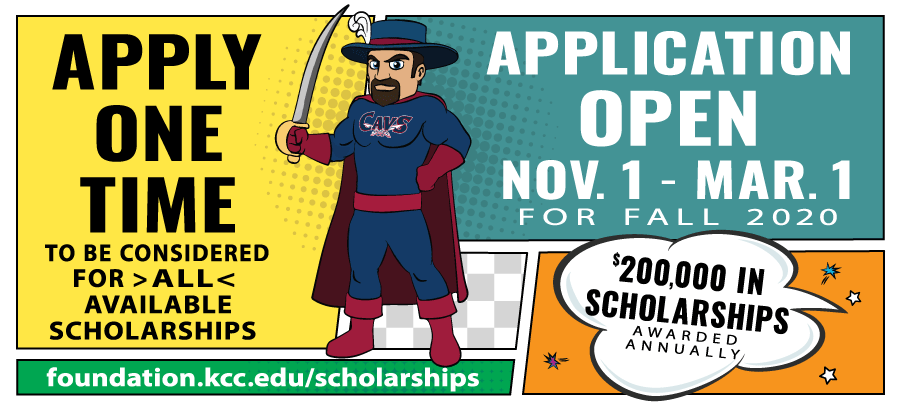 APPLY
ONE
TIME
TO BE CONSIDERED
FOR >ALL<
AVAILABLE
SCHOLARSHIPS
foundation.kcc.edu/scholarships
CAVS
APPLICATION
OPEN
NOV. 1 - MAR. 1
FOR FALL 2020
$200,000 IN
SCHOLARSHIPS
AWARDED
ANNUALLY